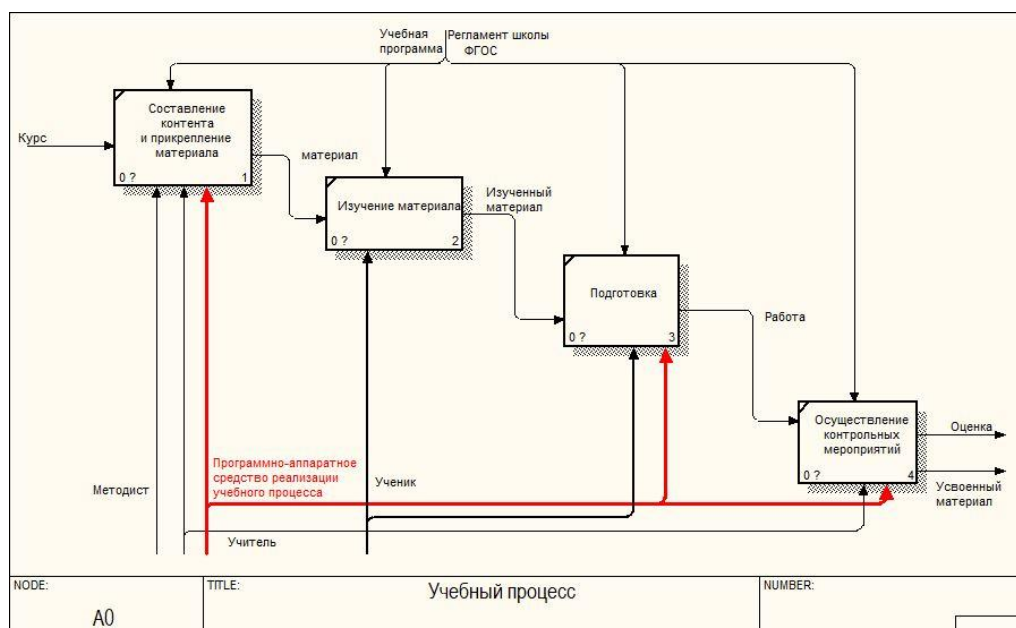 Учебная
программа
Регламент школы
ФГОС
Составление
контента
и прикрепление
материала
0 ?
1
Курс
материал
Изучение материала
0 ?
2
Изученный
материал
Подготовка
0 ?
3
Работа
Осуществление
контрольных
мероприятий
0 ?
4
Оценка
Усвоенный
материал
Программно-аппаратное
средство реализации
учебного процесса
Методист
Ученик
Учитель
NODE:
A0
TITLE:
Учебный процесс
NUMBER: